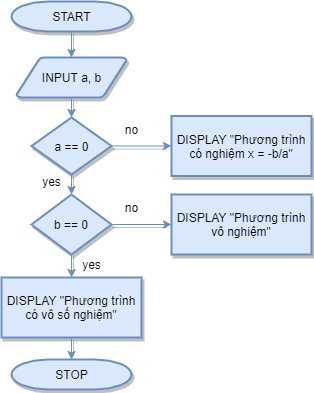 START
INPUT a, b
a == 0
no
DISPLAY "Phương trình
có nghiệm x = -b/a"
yes
b == 0
no
DISPLAY "Phương trình
vô nghiệm"
yes
DISPLAY "Phương trình
có vô số nghiệm"
STOP